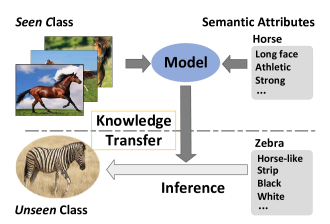 Seen Class
Semantic Attributes
Horse
Long face
Athletic
Strong
...
Model
Knowledge
Transfer
Zebra
Horse-like
Strip
Black
White
...
Inference
Unseen Class